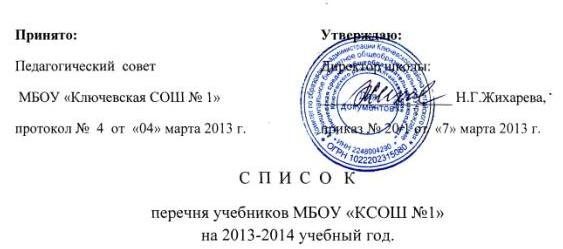 Принято: Утверждаю:
Педагогический совет Директор школы:
МБОУ «Ключевская СОШ № 1» Н.Г.Жихарева,
протокол № 4 от «04» марта 2013 г. приказ № 20/1 от «7» марта 2013 г.
документов
ИНН 2248004290
ОГРН 1022202315080
С П И С О К
перечня учебников МБОУ «КСОШ №1»
на 2013-2014 учебный год.